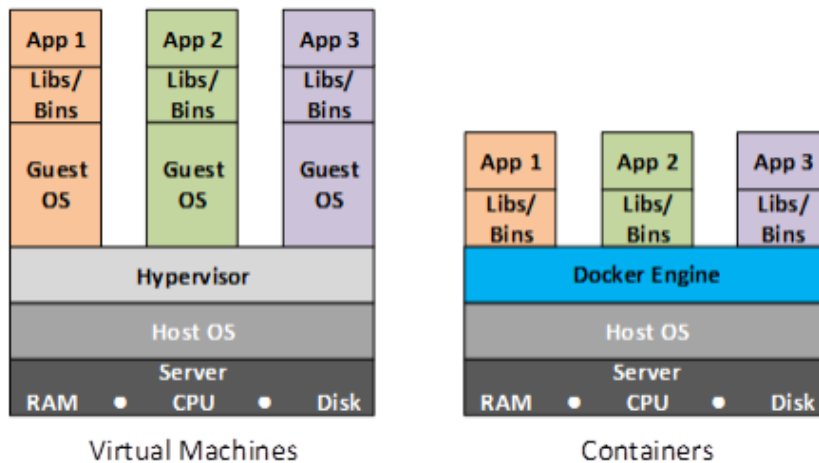 App 1
Libs/
Bins
Guest
OS
App 2
Libs/
Bins
Guest
OS
App 3
Libs/
Bins
Guest
OS
Hypervisor
Host OS
Server
RAM ● CPU ● Disk
Virtual Machines
App 1
Libs/
Bins
App 2
Libs/
Bins
App 3
Libs/
Bins
Docker Engine
Host OS
Server
RAM ● CPU ● Disk
Containers